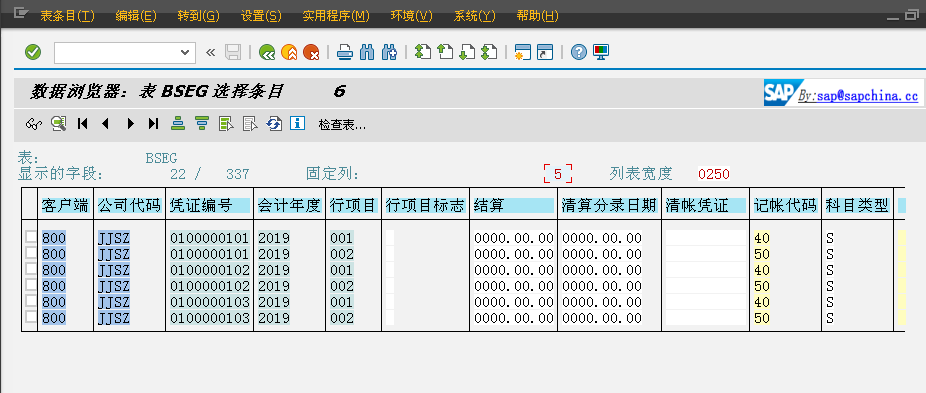 表条目(T) 编辑(E) 转到(G) 设置(S) 实用程序(M) 环境(V) 系统(Y) 帮助(H)
数据浏览器: 表 BSEG 选择条目 6
SAP By:sap@sapchina.cc
检查表...
表: BSEG
显示的字段: 22 / 337 固定列: 5 列表宽度 0250
客户端 公司代码 凭证编号 会计年度 行项目 行项目标志 结算 清算分录日期 清帐凭证 记帐代码 科目类型
800 JJSZ 0100000101 2019 001 0000.00.00 0000.00.00 40 S
800 JJSZ 0100000101 2019 002 0000.00.00 0000.00.00 50 S
800 JJSZ 0100000102 2019 001 0000.00.00 0000.00.00 40 S
800 JJSZ 0100000102 2019 002 0000.00.00 0000.00.00 50 S
800 JJSZ 0100000103 2019 001 0000.00.00 0000.00.00 40 S
800 JJSZ 0100000103 2019 002 0000.00.00 0000.00.00 50 S